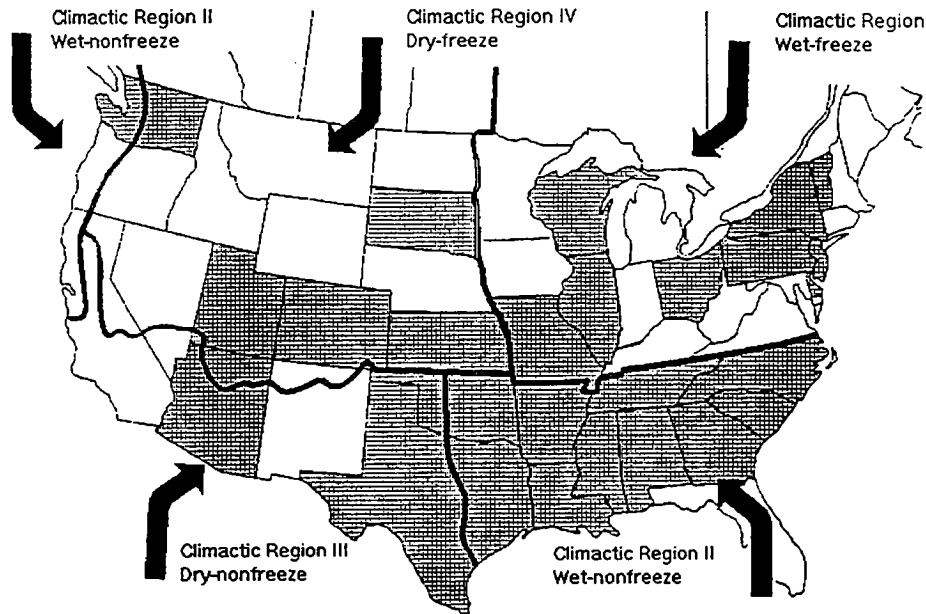 Climactic Region II
Wet-nonfreeze
Climactic Region IV
Dry-freeze
Climactic Region
Wet-freeze
Climactic Region III
Dry-nonfreeze
Climactic Region II
Wet-nonfreeze